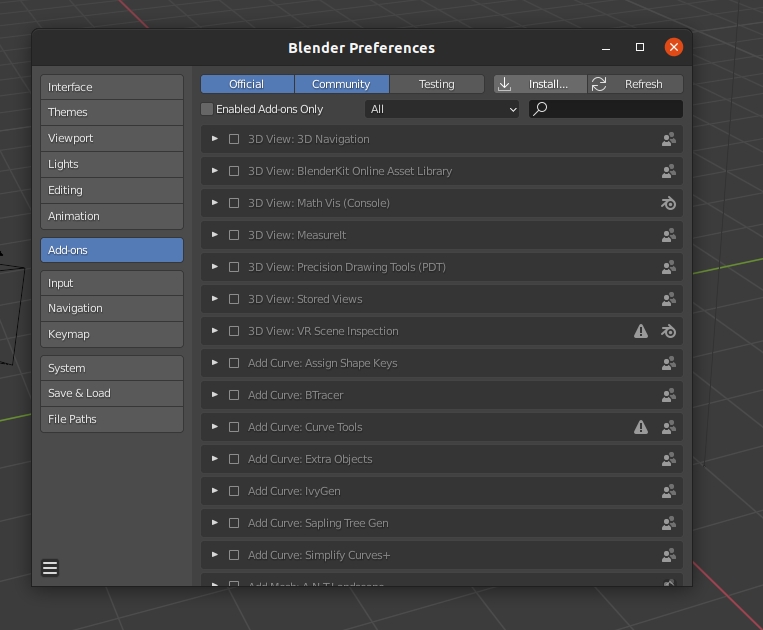 Blender Preferences
Interface
Themes
Viewport
Lights
Editing
Animation
Add-ons
Input
Navigation
Keymap
System
Save & Load
File Paths
Official Community Testing Install... Refresh
Enabled Add-ons Only All
3D View: 3D Navigation
3D View: BlenderKit Online Asset Library
3D View: Math Vis (Console)
3D View: MeasureIt
3D View: Precision Drawing Tools (PDT)
3D View: Stored Views
3D View: VR Scene Inspection
Add Curve: Assign Shape Keys
Add Curve: BTracer
Add Curve: Curve Tools
Add Curve: Extra Objects
Add Curve: IvyGen
Add Curve: Sapling Tree Gen
Add Curve: Simplify Curves+
Add Mesh: A.N.T.Landscape